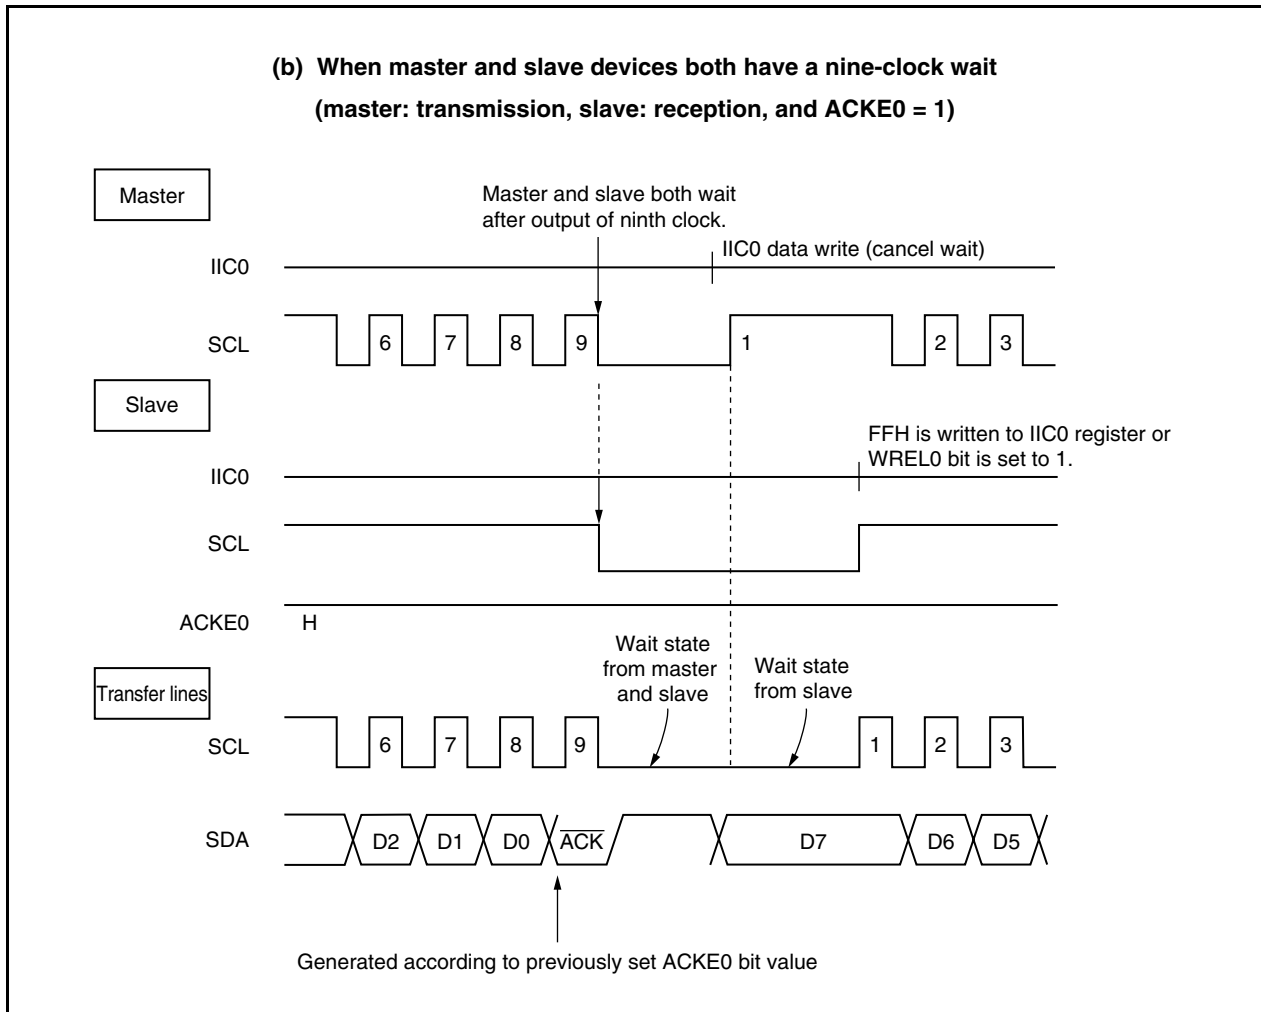 (b) When master and slave devices both have a nine-clock wait
(master: transmission, slave: reception, and ACKE0 = 1)
Master
Master and slave both wait
after output of ninth clock.
IIC0
IIC0 data write (cancel wait)
SCL
6 7 8 9 1 2 3
Slave
FFH is written to IIC0 register or
WREL0 bit is set to 1.
IIC0
SCL
ACKE0 H
Wait state
from master
and slave
Wait state
from slave
Transfer lines
SCL
6 7 8 9 1 2 3
SDA
D2 D1 D0 ACK D7 D6 D5
Generated according to previously set ACKE0 bit value